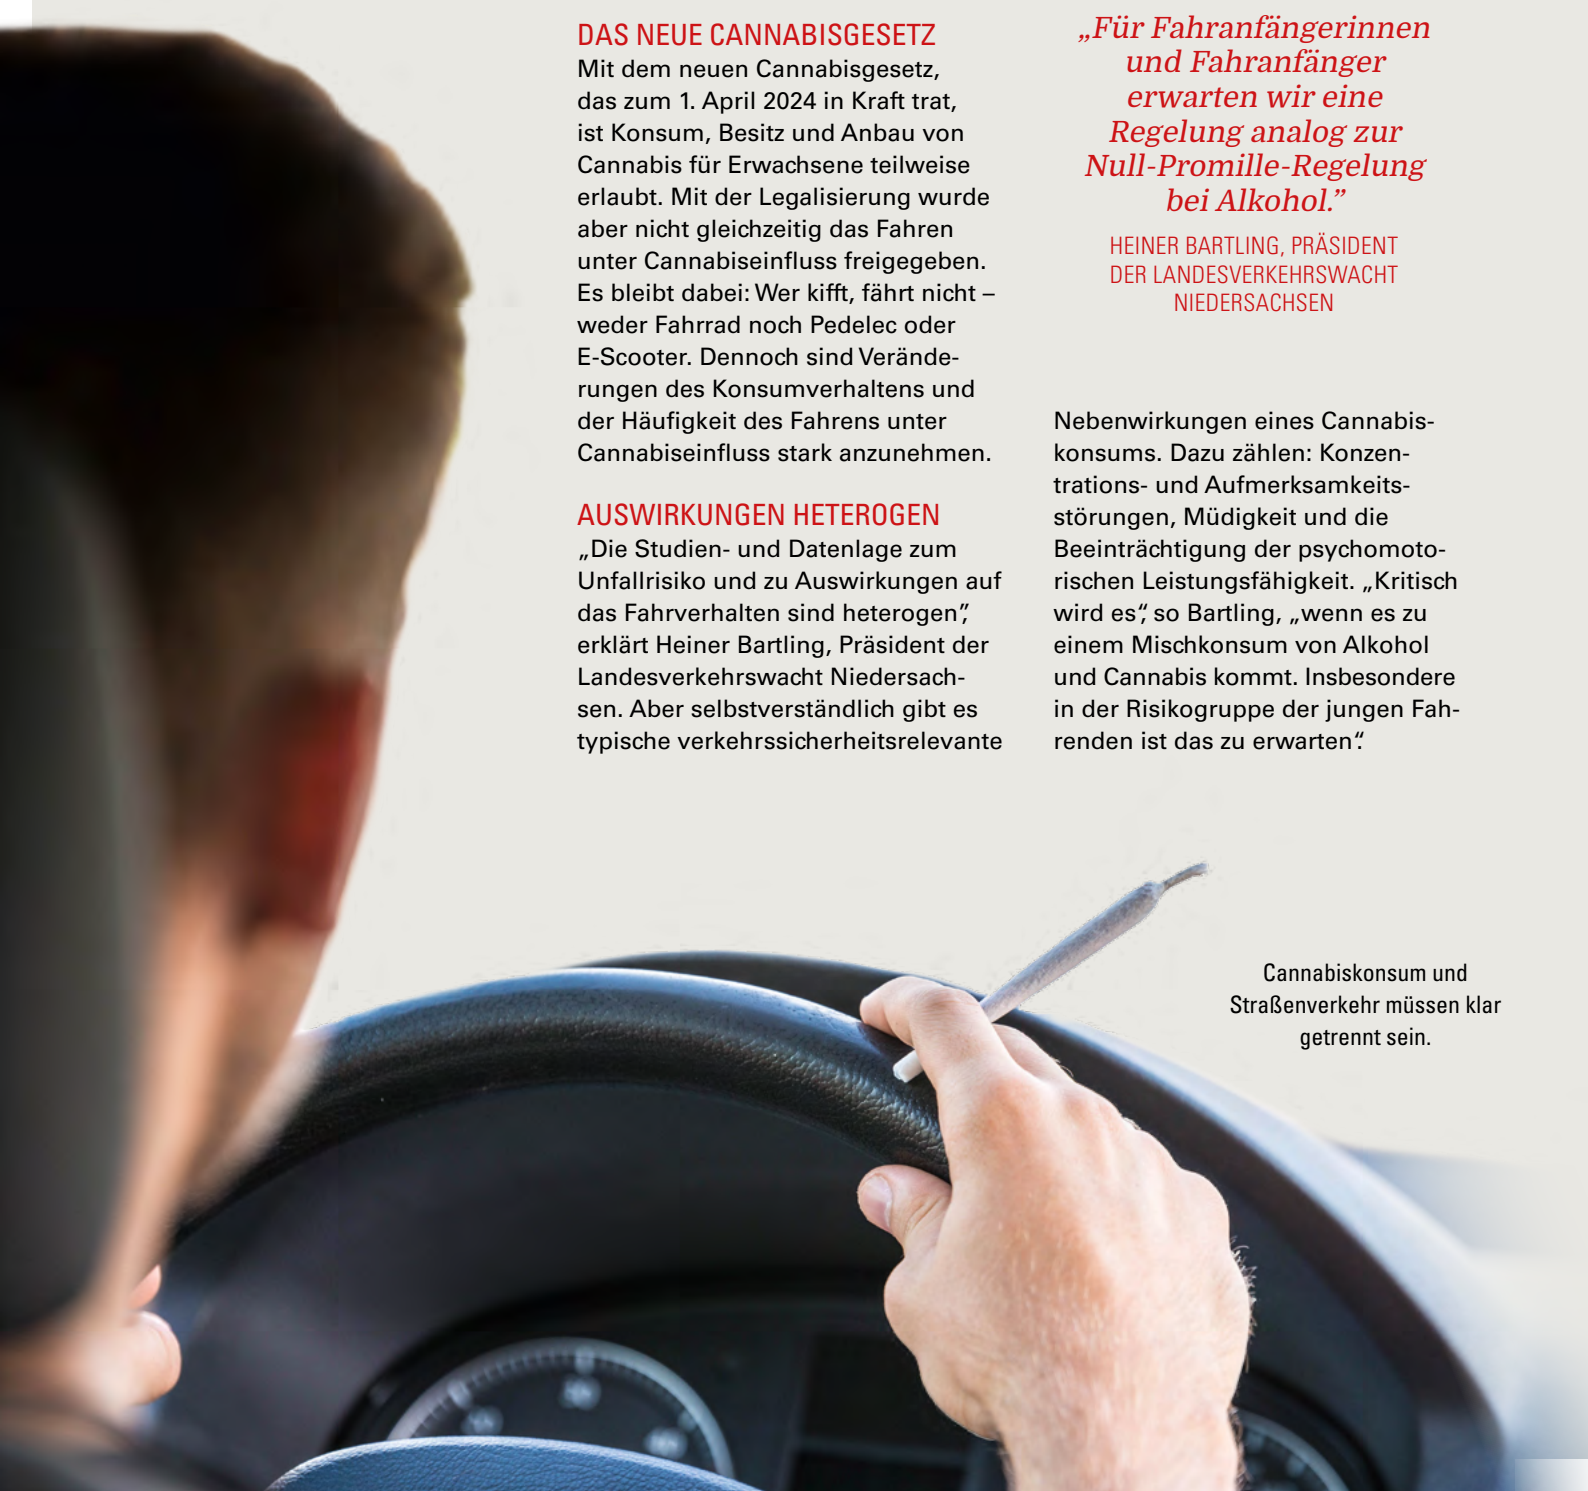 DAS NEUE CANNABISGESETZ
Mit dem neuen Cannabisgesetz,
das zum 1. April 2024 in Kraft trat,
ist Konsum, Besitz und Anbau von
Cannabis für Erwachsene teilweise
erlaubt. Mit der Legalisierung wurde
aber nicht gleichzeitig das Fahren
unter Cannabiseinfluss freigegeben.
Es bleibt dabei: Wer kifft, fährt nicht –
weder Fahrrad noch Pedelec oder
E-Scooter. Dennoch sind Verände-
rungen des Konsumverhaltens und
der Häufigkeit des Fahrens unter
Cannabiseinfluss stark anzunehmen.
AUSWIRKUNGEN HETEROGEN
„Die Studien- und Datenlage zum
Unfallrisiko und zu Auswirkungen auf
das Fahrverhalten sind heterogen”,
erklärt Heiner Bartling, Präsident der
Landesverkehrswacht Niedersach-
sen. Aber selbstverständlich gibt es
typische verkehrssicherheitsrelevante
„Für Fahranfängerinnen
und Fahranfänger
erwarten wir eine
Regelung analog zur
Null-Promille-Regelung
bei Alkohol.”
HEINER BARTLING, PRÄSIDENT
DER LANDESVERKEHRSWACHT
NIEDERSACHSEN
Nebenwirkungen eines Cannabis-
konsums. Dazu zählen: Konzen-
trations- und Aufmerksamkeits-
störungen, Müdigkeit und die
Beeinträchtigung der psychomoto-
rischen Leistungsfähigkeit. „Kritisch
wird es”, so Bartling, „wenn es zu
einem Mischkonsum von Alkohol
und Cannabis kommt. Insbesondere
in der Risikogruppe der jungen Fah-
renden ist das zu erwarten”.
Cannabiskonsum und
Straßenverkehr müssen klar
getrennt sein.